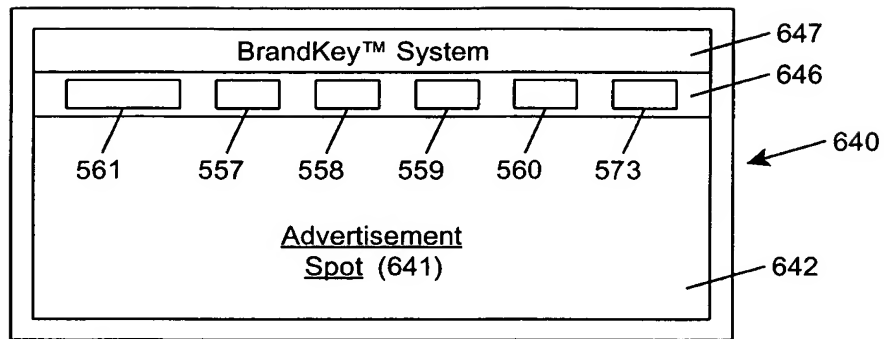 BrandKey™ System
647
646
561 557 558 559 560 573
640
Advertisement
Spot (641)
642